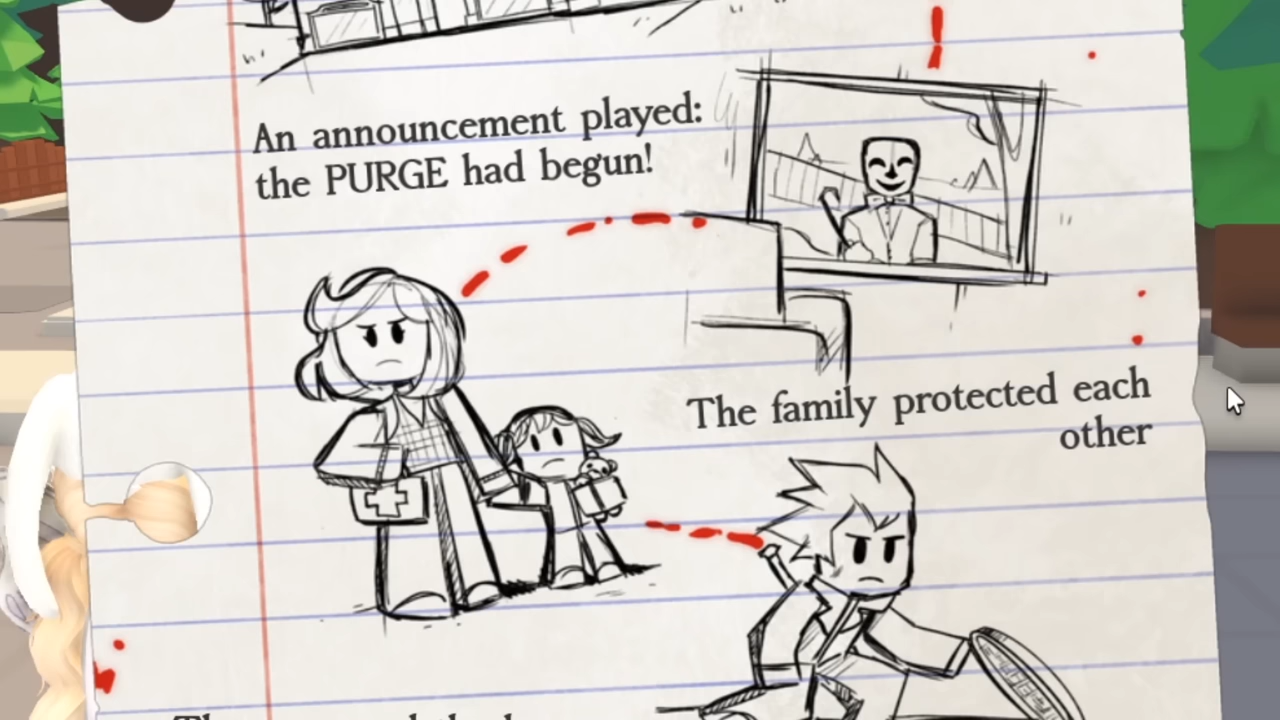 An announcement played:
the PURGE had begun!
The family protected each
other